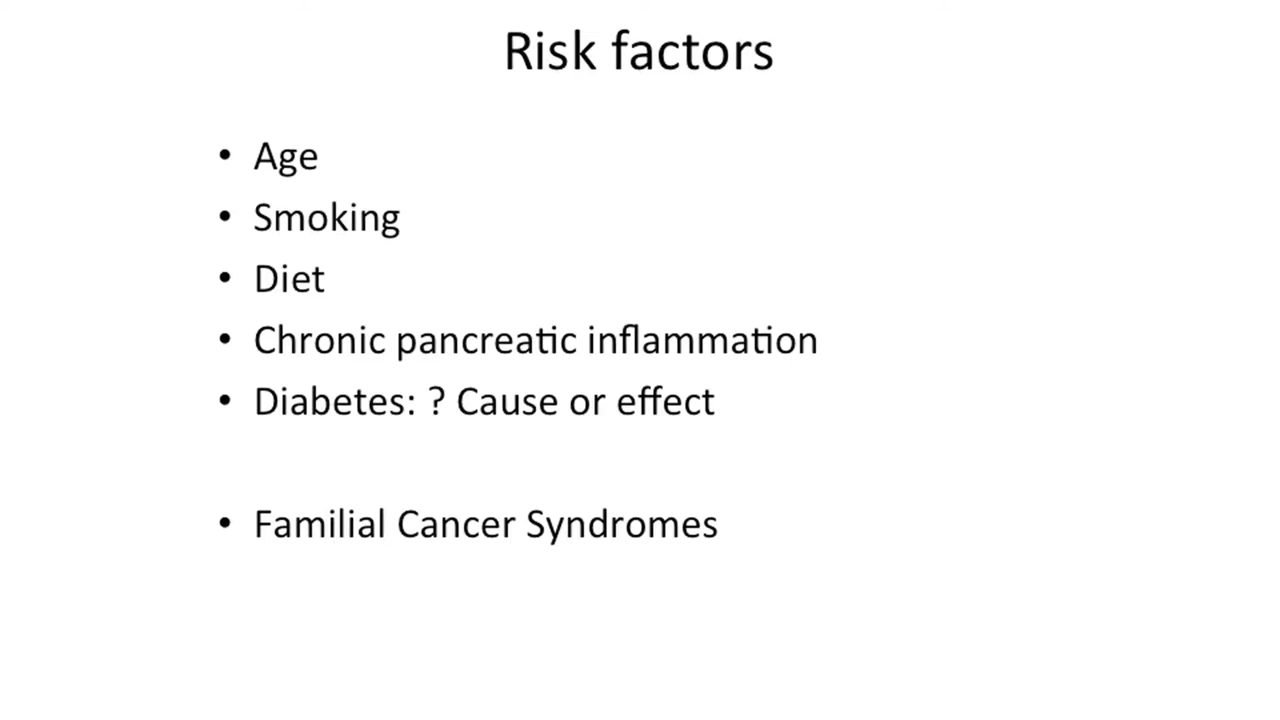 Risk factors
• Age
• Smoking
• Diet
• Chronic pancreatic inflammation
• Diabetes: ? Cause or effect
• Familial Cancer Syndromes